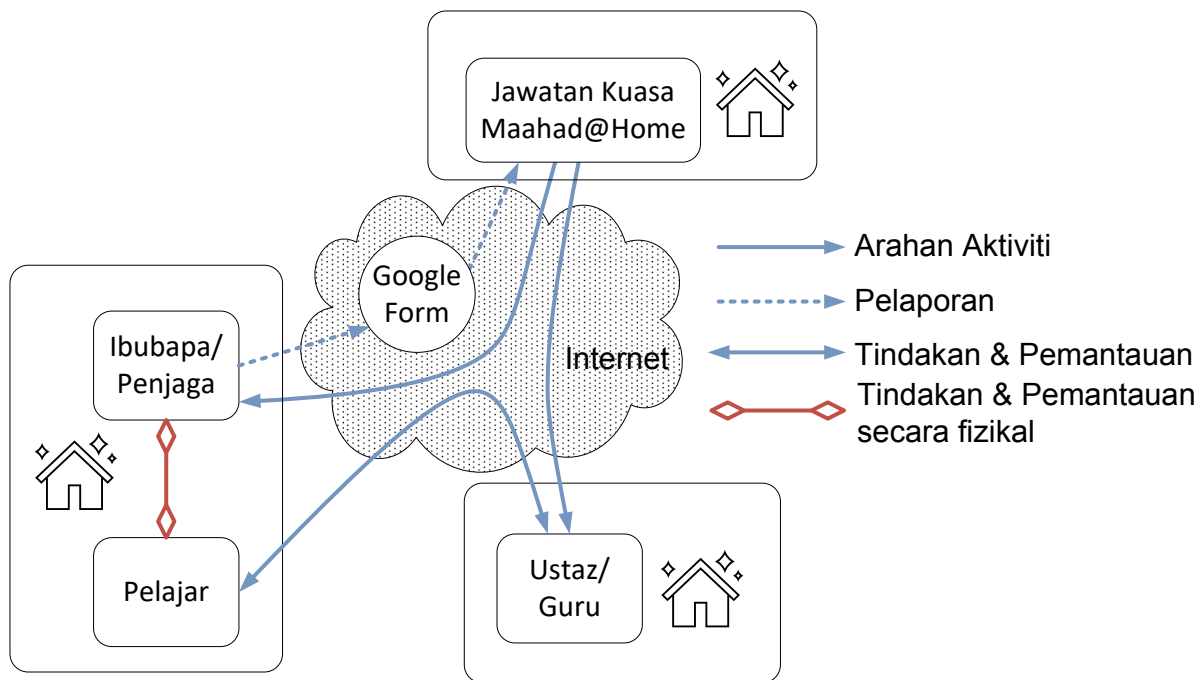 Jawatan Kuasa
Maahad@Home
Google
Form
Internet
Ibubapa/
Penjaga
Pelajar
Ustaz/
Guru
Arahan Aktiviti
Pelaporan
Tindakan & Pemantauan
Tindakan & Pemantauan
secara fizikal